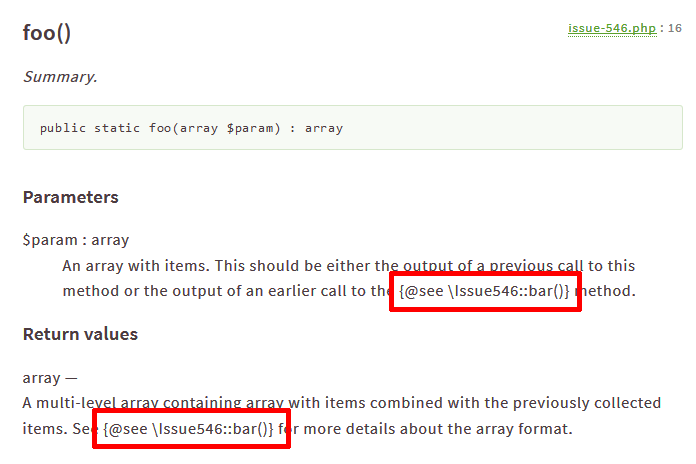 foo()
issue-546.php : 16
Summary.
public static foo(array $param) : array
Parameters
$param : array
An array with items. This should be either the output of a previous call to this
method or the output of an earlier call to the {@see \Issue546::bar()} method.
Return values
array —
A multi-level array containing array with items combined with the previously collected
items. See {@see \Issue546::bar()} for more details about the array format.